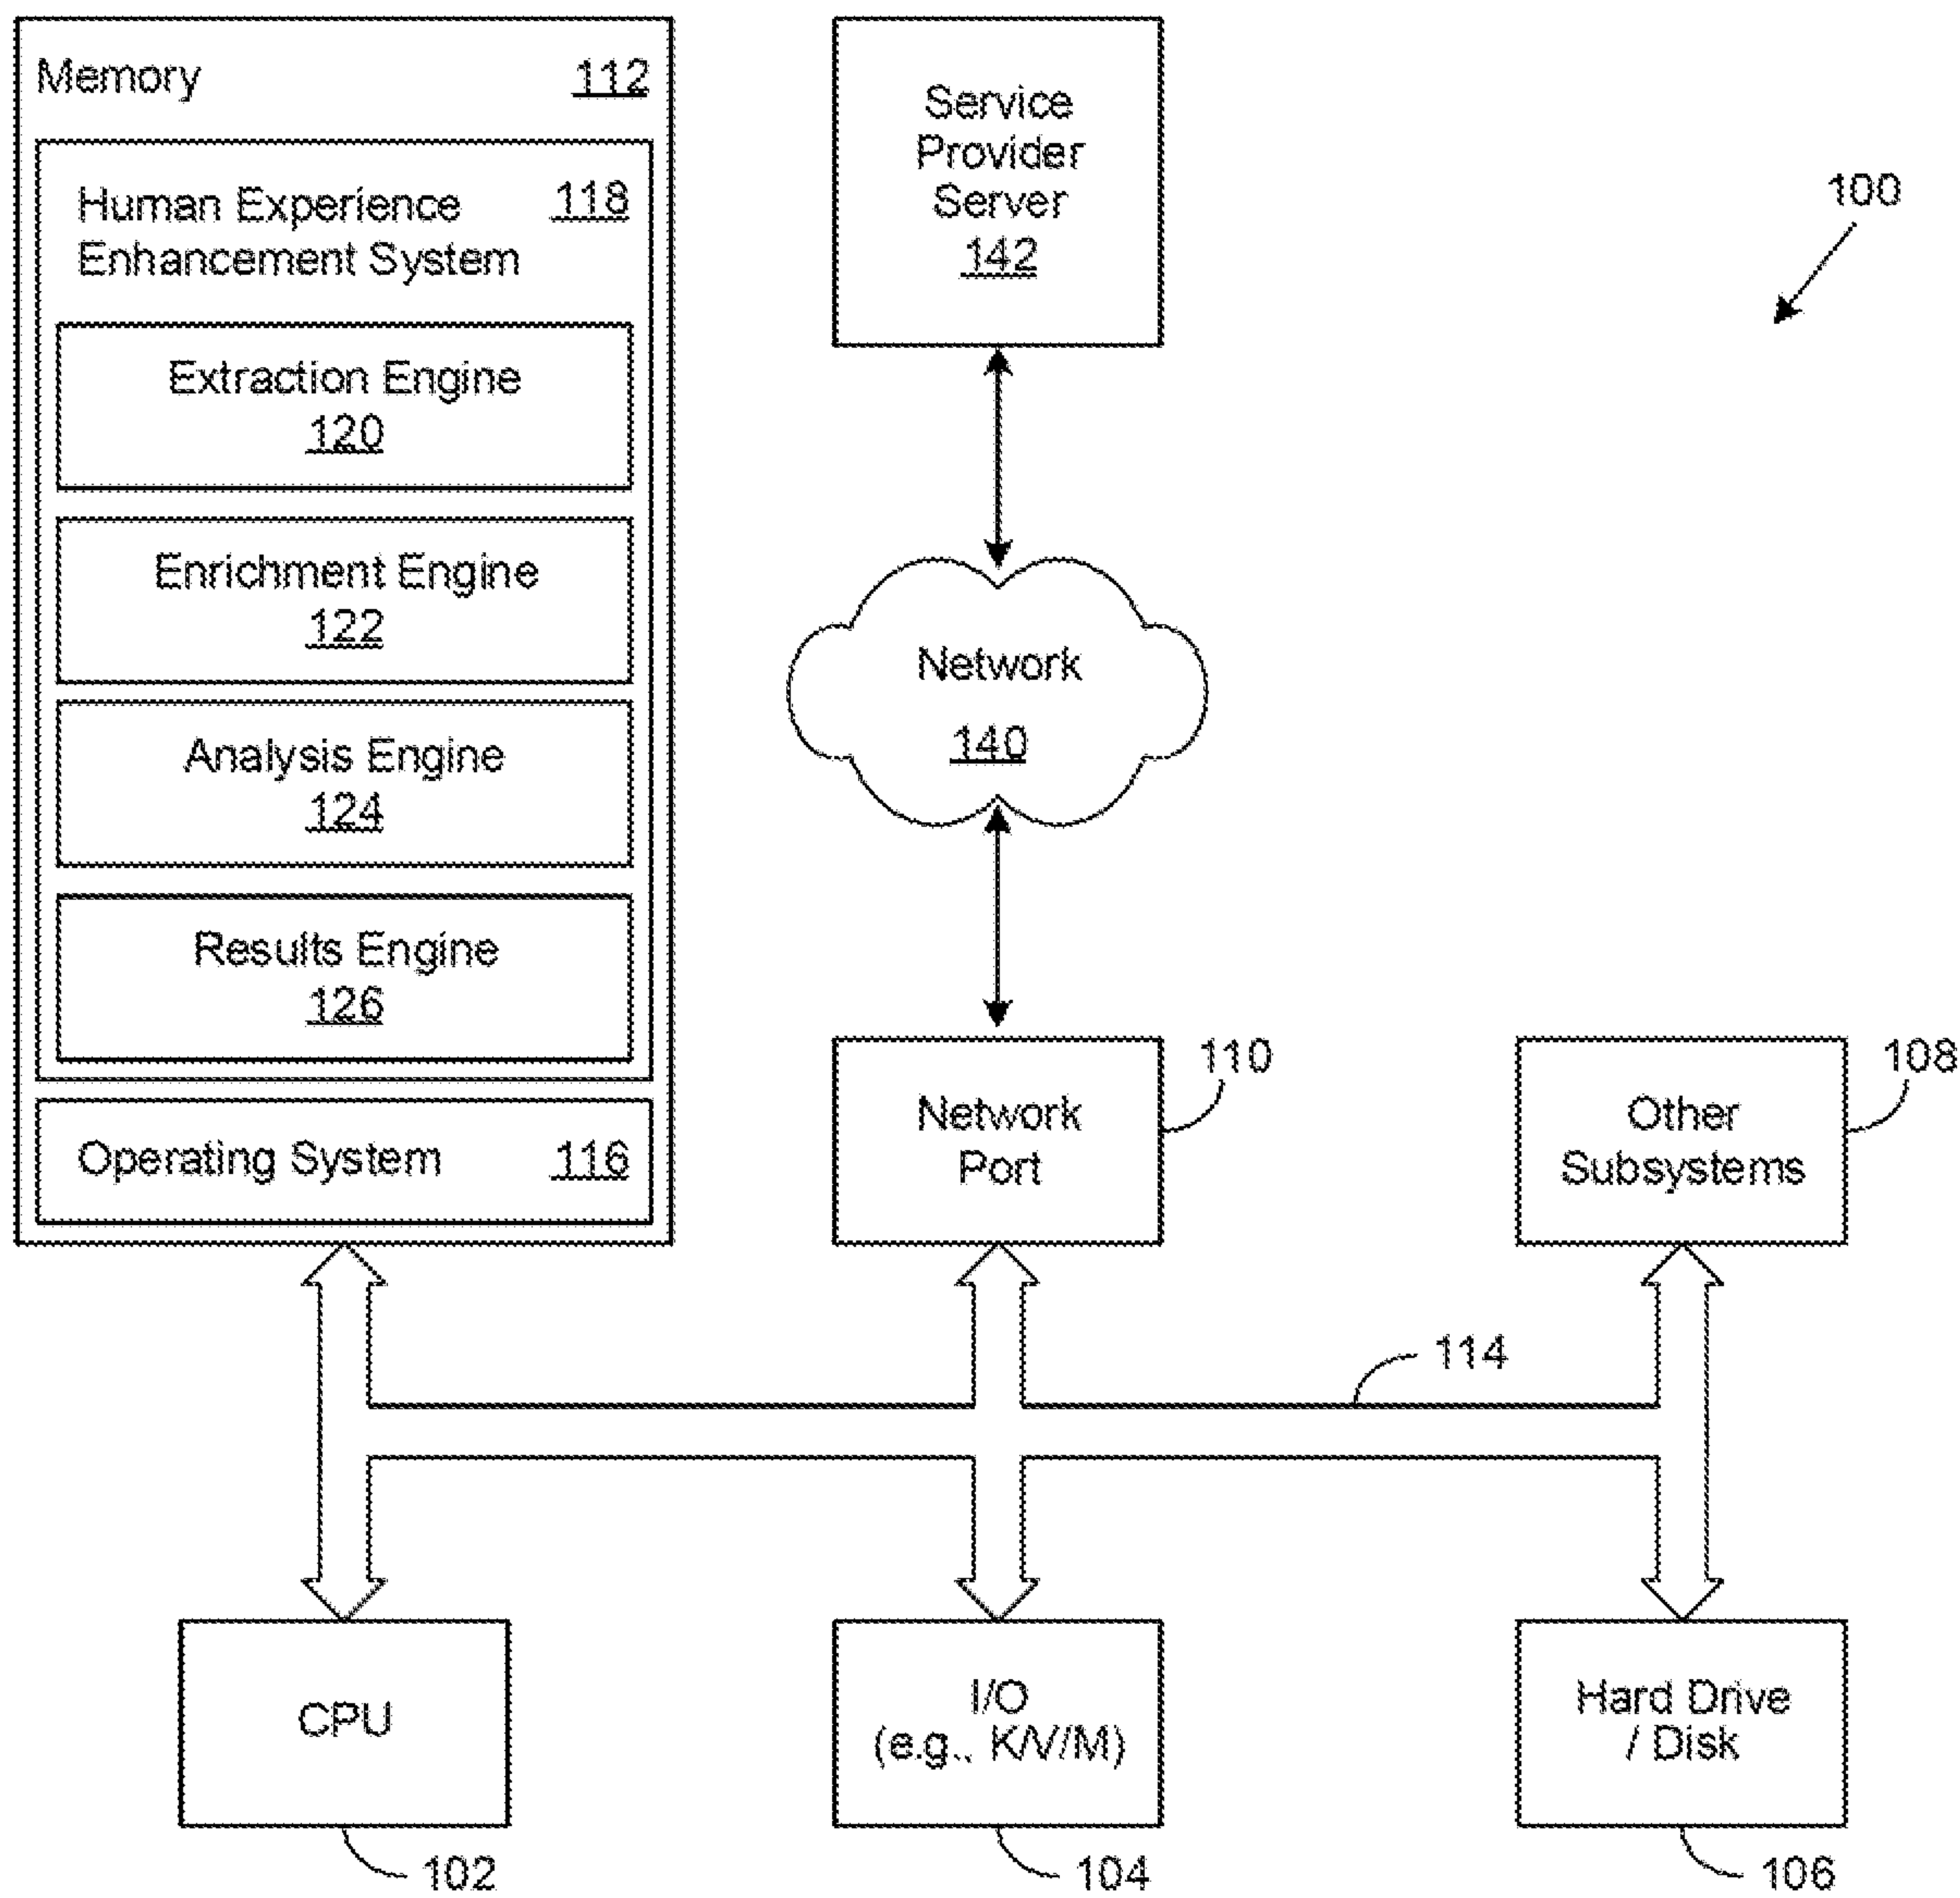 Memory 112
Human Experience 118
Enhancement System
Extraction Engine
120
Enrichment Engine
122
Analysis Engine
124
Results Engine
126
Operating System 116
Service
Provider
Server
142
100
Network
140
Network
Port
110
Other
Subsystems
108
114
CPU
102
I/O
(e.g., K/V/M)
104
Hard Drive
/ Disk
106